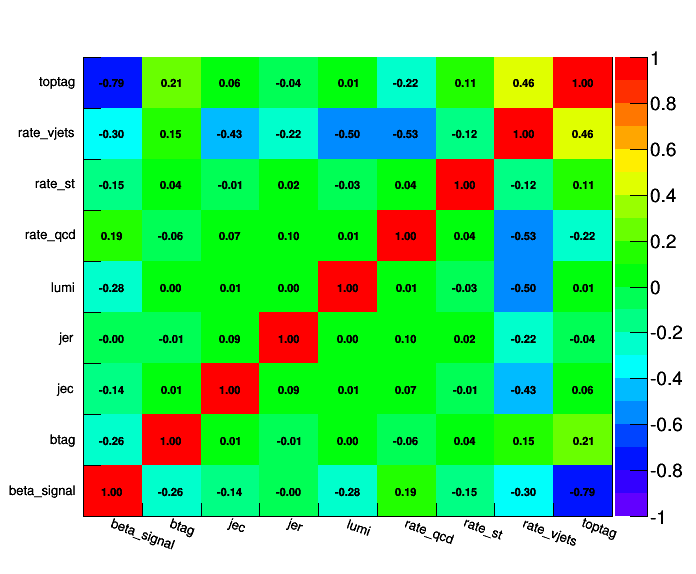 toptag -0.79 0.21 0.06 -0.04 0.01 -0.22 0.11 0.46 1.00
rate_vjets -0.30 0.15 -0.43 -0.22 -0.50 -0.53 -0.12 1.00 0.46
rate_st -0.15 0.04 -0.01 0.02 -0.03 0.04 1.00 -0.12 0.11
rate_qcd 0.19 -0.06 0.07 0.10 0.01 1.00 0.04 -0.53 -0.22
lumi -0.28 0.00 0.01 0.00 1.00 0.01 -0.03 -0.50 0.01
jer -0.00 -0.01 0.09 1.00 0.00 0.10 0.02 -0.22 -0.04
jec -0.14 0.01 1.00 0.09 0.01 0.07 -0.01 -0.43 0.06
btag -0.26 1.00 0.01 -0.01 0.00 -0.06 0.04 0.15 0.21
beta_signal 1.00 -0.26 -0.14 -0.00 -0.28 0.19 -0.15 -0.30 -0.79
beta_signal btag jec jer lumi rate_qcd rate_st rate_vjets toptag
1
0.8
0.6
0.4
0.2
0
-0.2
-0.4
-0.6
-0.8
-1